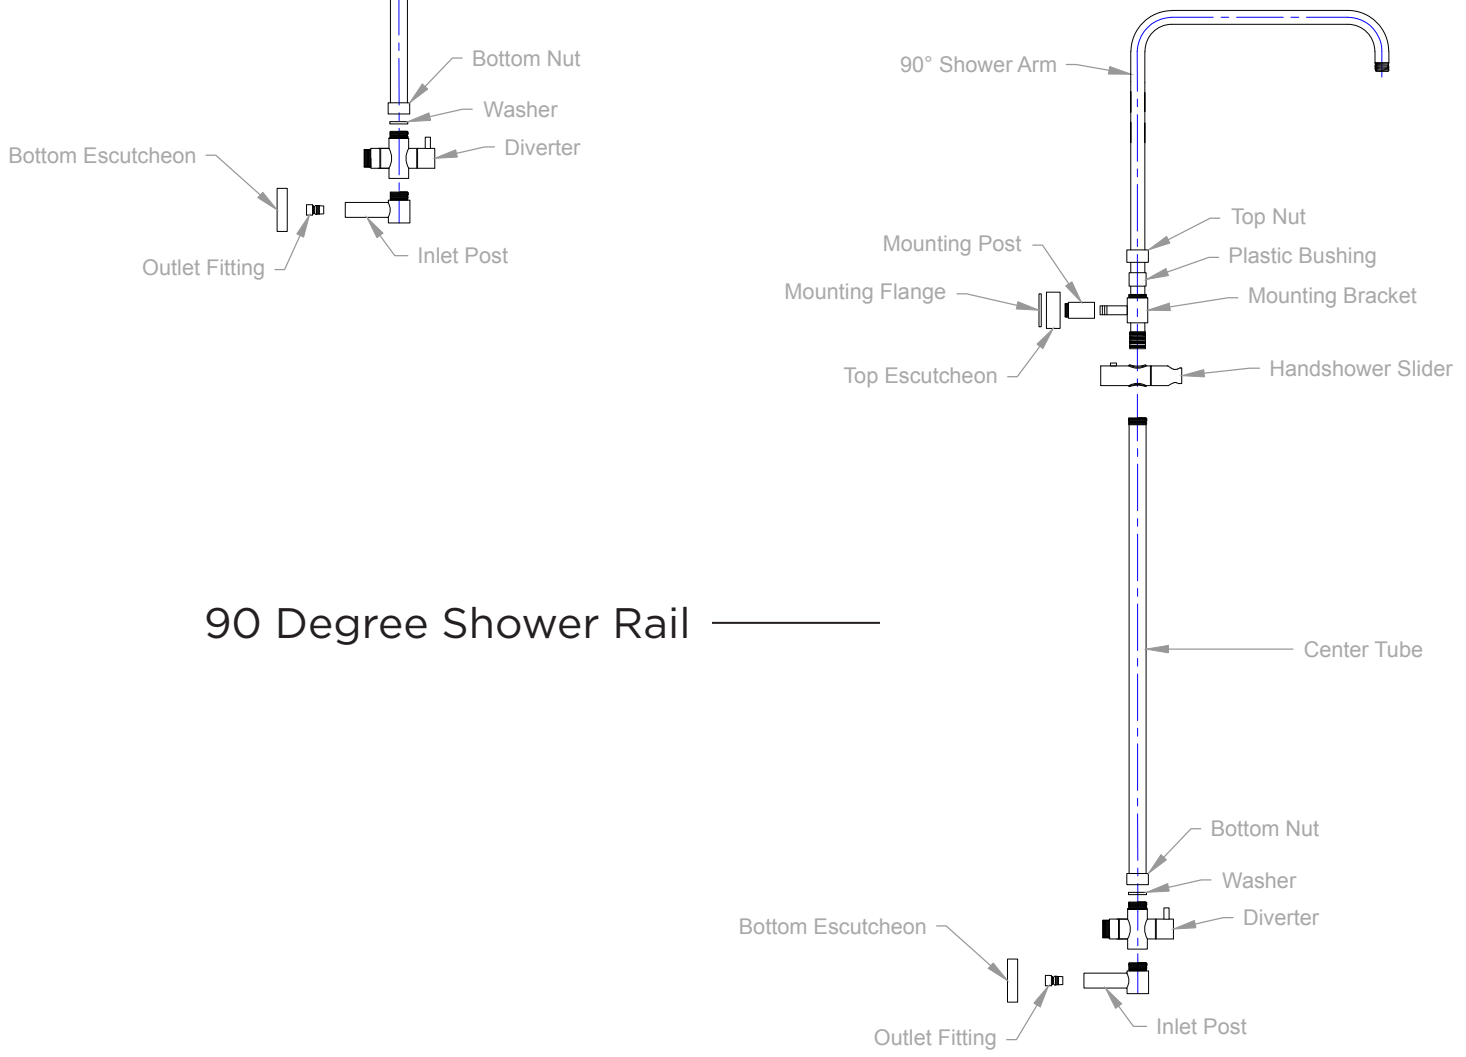 Bottom Nut
Washer
Diverter
Bottom Escutcheon
Outlet Fitting
Inlet Post
90° Shower Arm
Top Nut
Mounting Post
Plastic Bushing
Mounting Flange
Mounting Bracket
Top Escutcheon
Handshower Slider
90 Degree Shower Rail
Center Tube
Bottom Nut
Washer
Diverter
Bottom Escutcheon
Outlet Fitting
Inlet Post